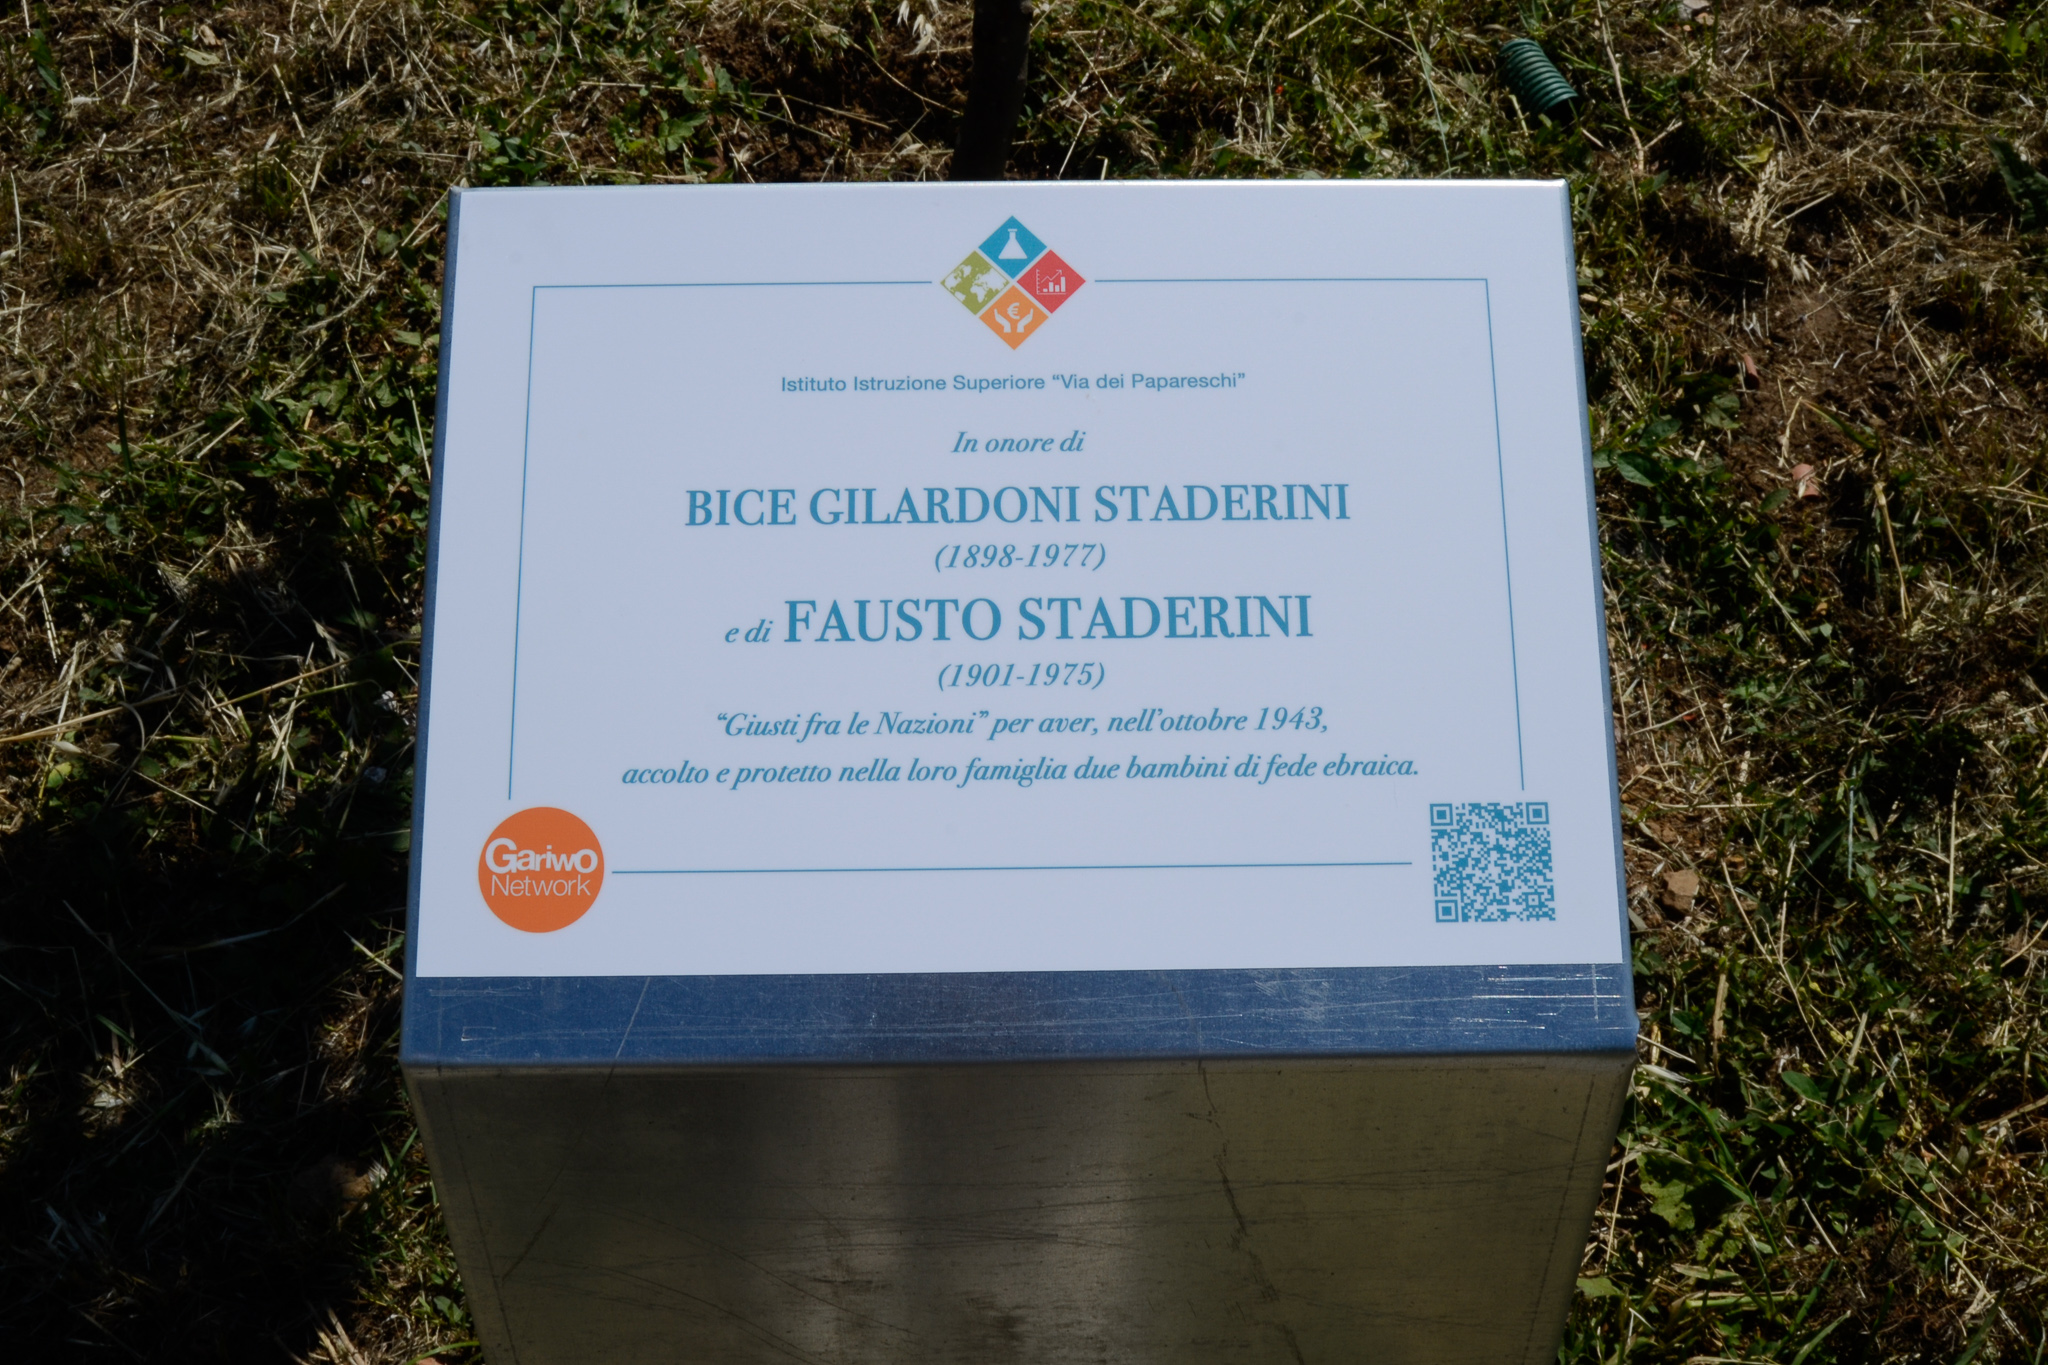 Istituto Istruzione Superiore “Via dei Papareschi”
In onore di
BICE GILARDONI STADERINI
(1898-1977)
e di FAUSTO STADERINI
(1901-1975)
“Giusti fra le Nazioni” per aver, nell’ottobre 1943,
accolto e protetto nella loro famiglia due bambini di fede ebraica.
Gariwo
Network